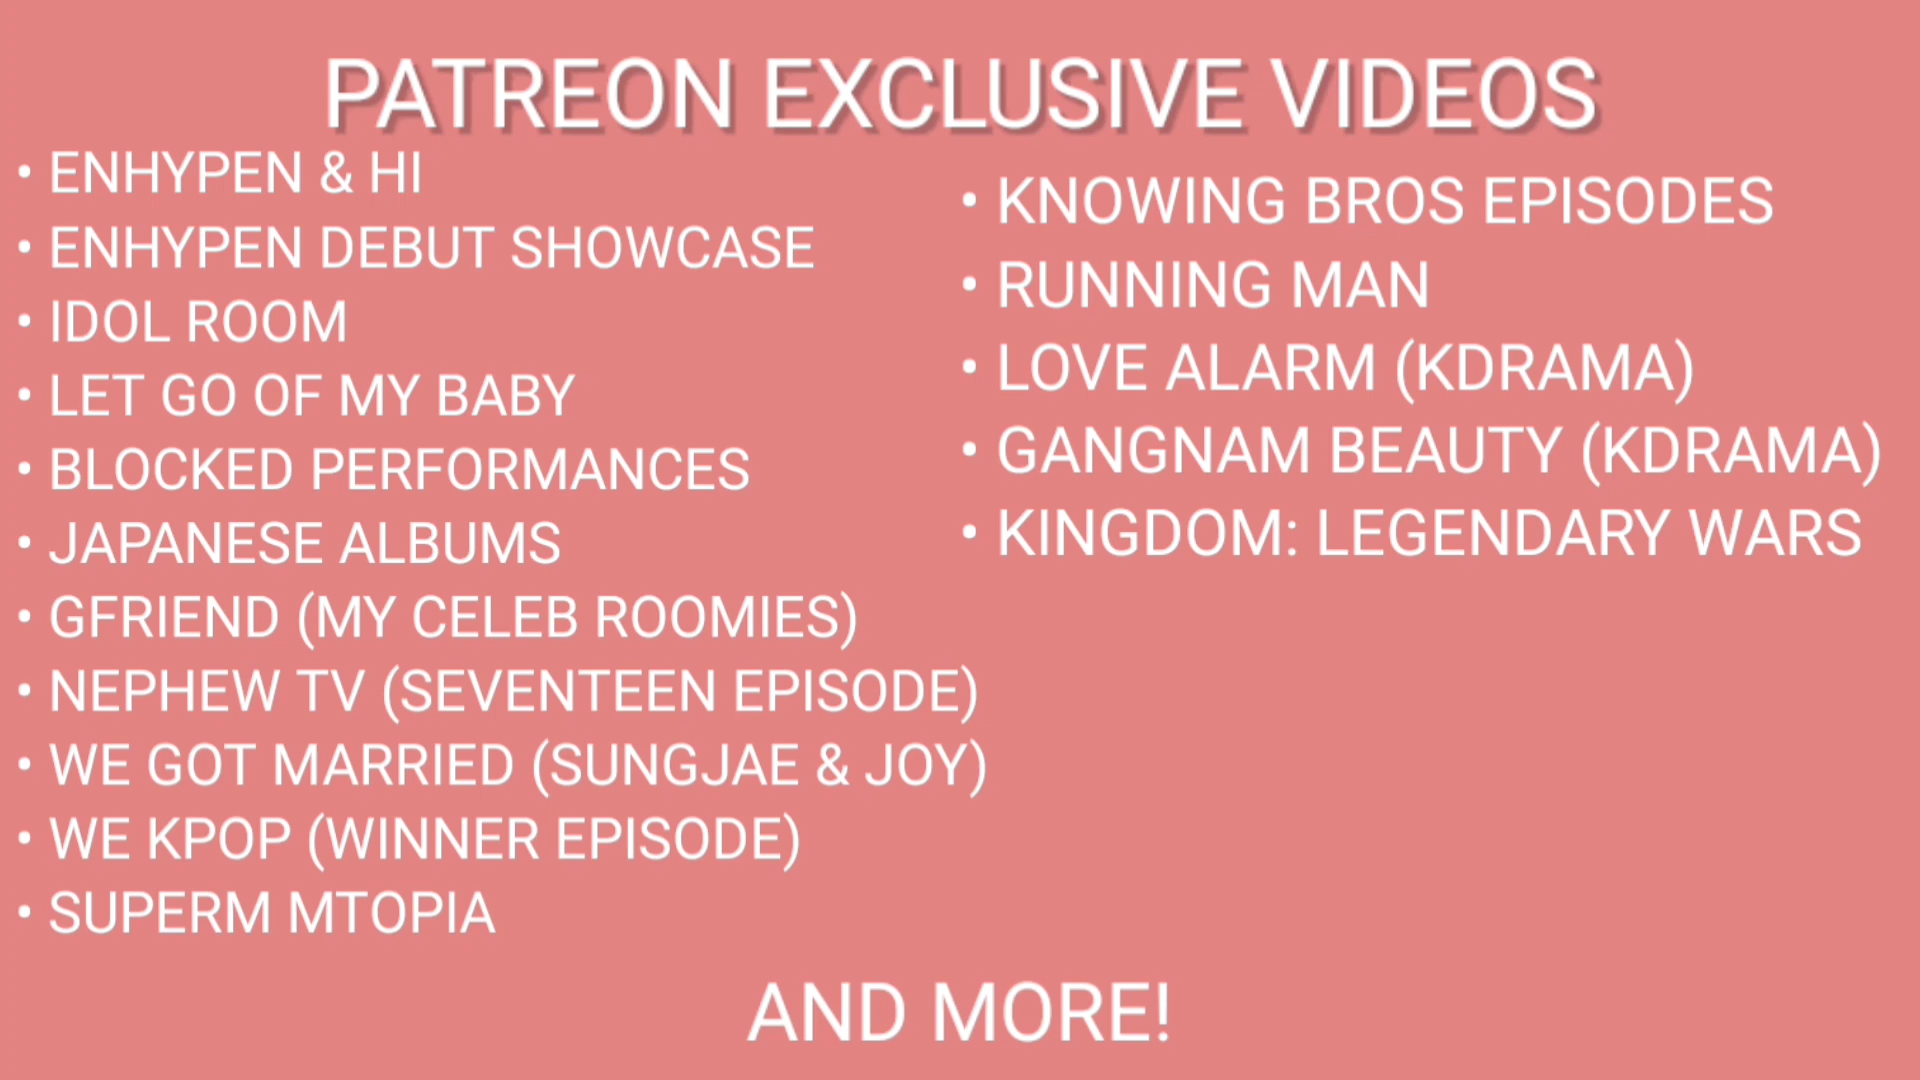 PATREON EXCLUSIVE VIDEOS
• ENHYPEN & HI
• ENHYPEN DEBUT SHOWCASE
• IDOL ROOM
• LET GO OF MY BABY
• BLOCKED PERFORMANCES
• JAPANESE ALBUMS
• GFRIEND (MY CELEB ROOMIES)
• NEPHEW TV (SEVENTEEN EPISODE)
• WE GOT MARRIED (SUNGJAE & JOY)
• WE KPOP (WINNER EPISODE)
• SUPERM MTOPIA
• KNOWING BROS EPISODES
• RUNNING MAN
• LOVE ALARM (KDRAMA)
• GANGNAM BEAUTY (KDRAMA)
• KINGDOM: LEGENDARY WARS
AND MORE!